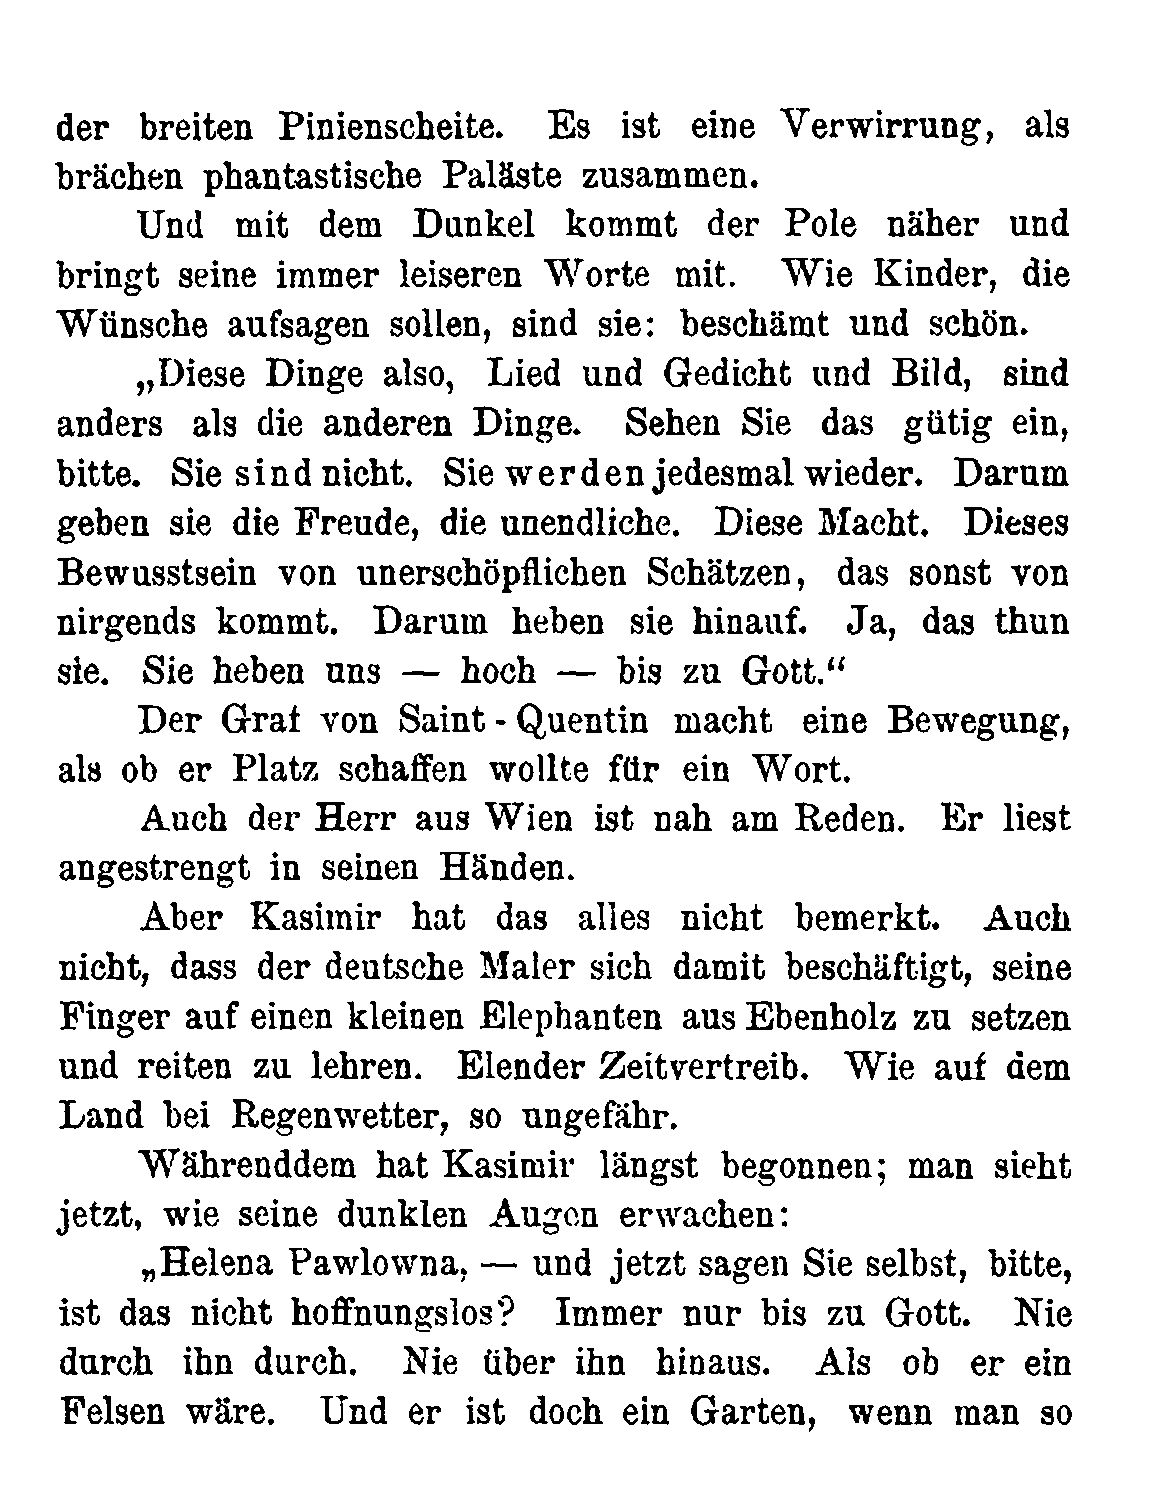 der breiten Pinienscheite. Es ist eine Verwirrung, als
brächen phantastische Paläste zusammen.
Und mit dem Dunkel kommt der Pole näher und
bringt seine immer leiseren Worte mit. Wie Kinder, die
Wünsche aufsagen sollen, sind sie: beschämt und schön.
„Diese Dinge also, Lied und Gedicht und Bild, sind
anders als die anderen Dinge. Sehen Sie das gütig ein,
bitte. Sie sind nicht. Sie werden jedesmal wieder. Darum
geben sie die Freude, die unendliche. Diese Macht. Dieses
Bewusstsein von unerschöpflichen Schätzen, das sonst von
nirgends kommt. Darum heben sie hinauf. Ja, das thun
sie. Sie heben uns — hoch — bis zu Gott.“
Der Graf von Saint-Quentin macht eine Bewegung,
als ob er Platz schaffen wollte für ein Wort.
Auch der Herr aus Wien ist nah am Reden. Er liest
angestrengt in seinen Händen.
Aber Kasimir hat das alles nicht bemerkt. Auch
nicht, dass der deutsche Maler sich damit beschäftigt, seine
Finger auf einen kleinen Elephanten aus Ebenholz zu setzen
und reiten zu lehren. Elender Zeitvertreib. Wie auf dem
Land bei Regenwetter, so ungefähr.
Währenddem hat Kasimir längst begonnen; man sieht
jetzt, wie seine dunklen Augen erwachen:
„Helena Pawlowna, — und jetzt sagen Sie selbst, bitte,
ist das nicht hoffnungslos? Immer nur bis zu Gott. Nie
durch ihn durch. Nie über ihn hinaus. Als ob er ein
Felsen wäre. Und er ist doch ein Garten, wenn man so